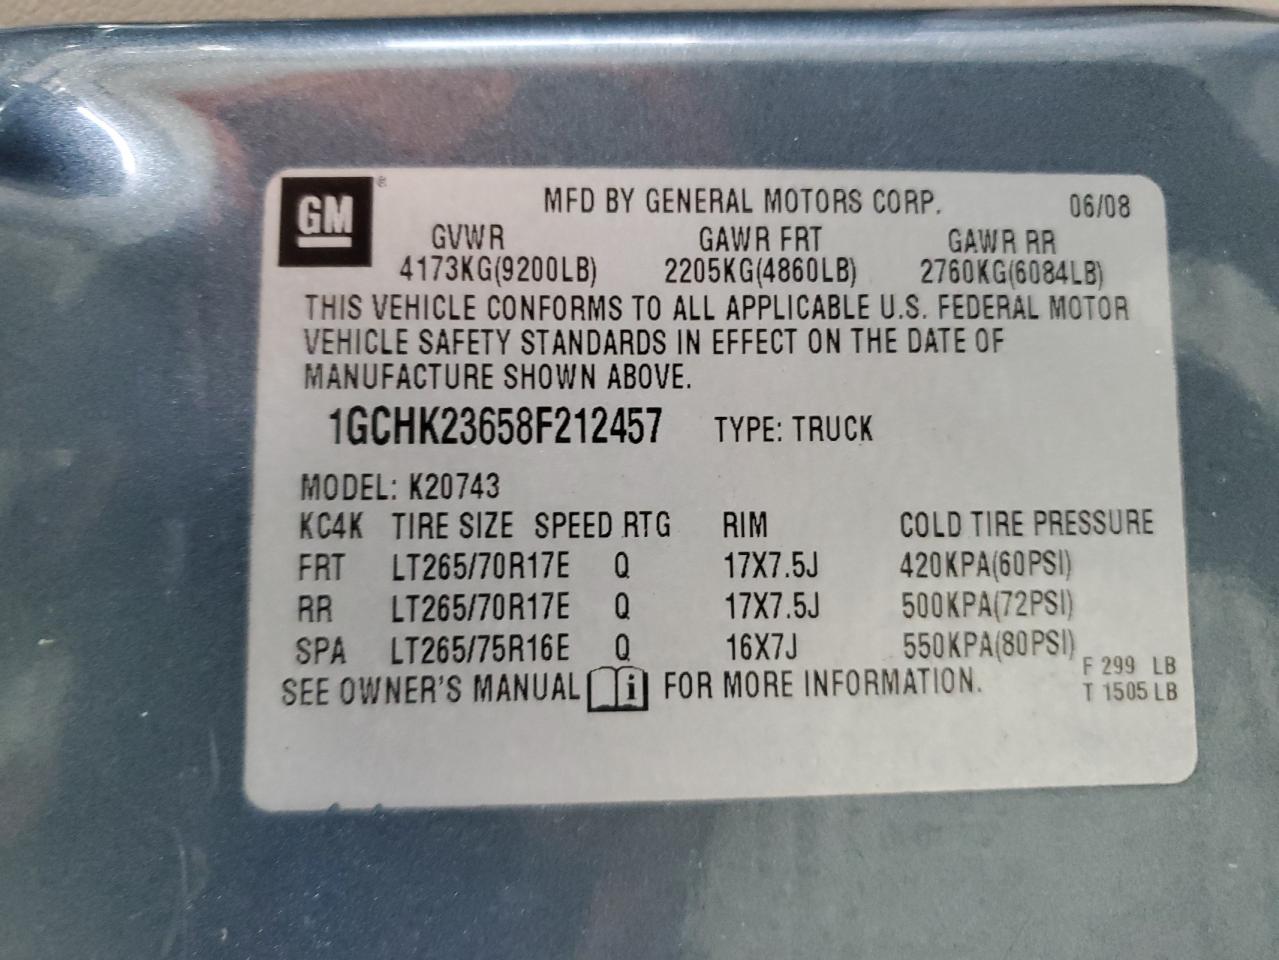 GM® MFD BY GENERAL MOTORS CORP. 06/08
GVWR GAWR FRT GAWR RR
4173KG(9200LB) 2205KG(4860LB) 2760KG(6084LB)
THIS VEHICLE CONFORMS TO ALL APPLICABLE U.S. FEDERAL MOTOR
VEHICLE SAFETY STANDARDS IN EFFECT ON THE DATE OF
MANUFACTURE SHOWN ABOVE.
1GCHK23658F212457 TYPE: TRUCK
MODEL: K20743
KC4K TIRE SIZE SPEED RTG RIM COLD TIRE PRESSURE
FRT LT265/70R17E Q 17X7.5J 420KPA(60PSI)
RR LT265/70R17E Q 17X7.5J 500KPA(72PSI)
SPA LT265/75R16E Q 16X7J 550KPA(80PSI)
SEE OWNER'S MANUAL i FOR MORE INFORMATION.
F 299 LB
T 1505 LB